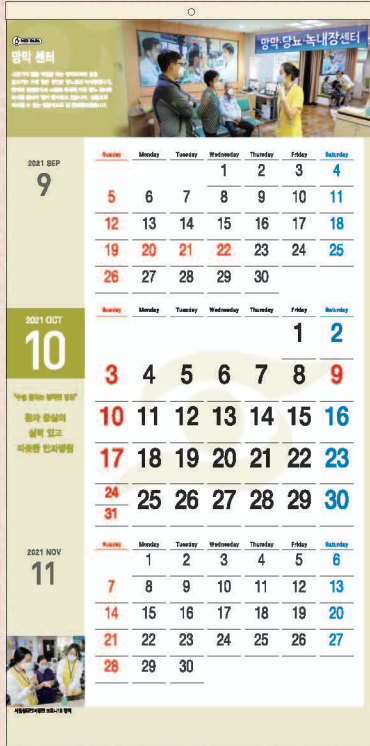 망막 센터
망막·당뇨·녹내장센터
2021 SEP
9
Sunday Monday Tuesday Wednesday Thursday Friday Saturday
1 2 3 4
5 6 7 8 9 10 11
12 13 14 15 16 17 18
19 20 21 22 23 24 25
26 27 28 29 30
2021 OCT
10
Sunday Monday Tuesday Wednesday Thursday Friday Saturday
1 2
3 4 5 6 7 8 9
10 11 12 13 14 15 16
17 18 19 20 21 22 23
24 25 26 27 28 29 30
31
환자 중심의
실력 있고
따뜻한 안과병원
2021 NOV
11
Sunday Monday Tuesday Wednesday Thursday Friday Saturday
1 2 3 4 5 6
7 8 9 10 11 12 13
14 15 16 17 18 19 20
21 22 23 24 25 26 27
28 29 30